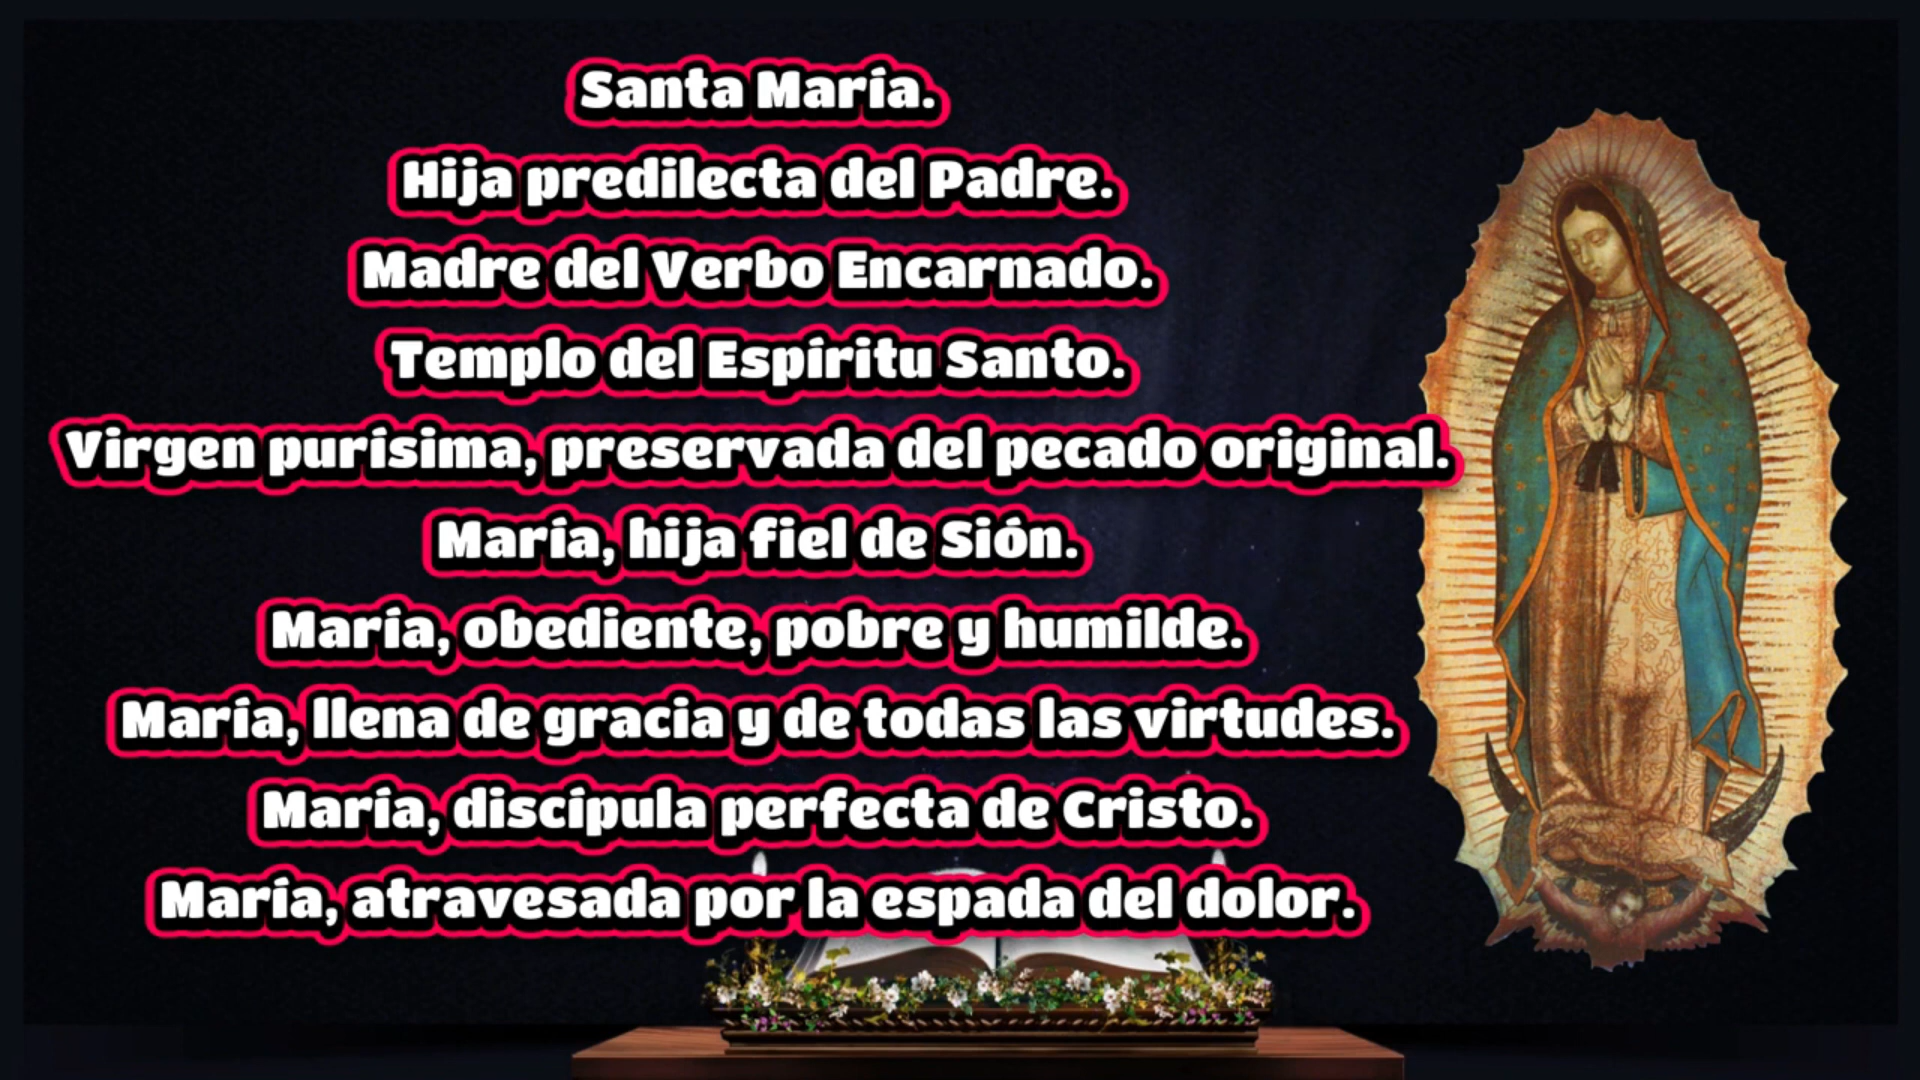 Santa María.
Hija predilecta del Padre.
Madre del Verbo Encarnado.
Templo del Espíritu Santo.
Virgen purísima, preservada del pecado original.
María, hija fiel de Sión.
María, obediente, pobre y humilde.
María, llena de gracia y de todas las virtudes.
María, discípula perfecta de Cristo.
María, atravesada por la espada del dolor.